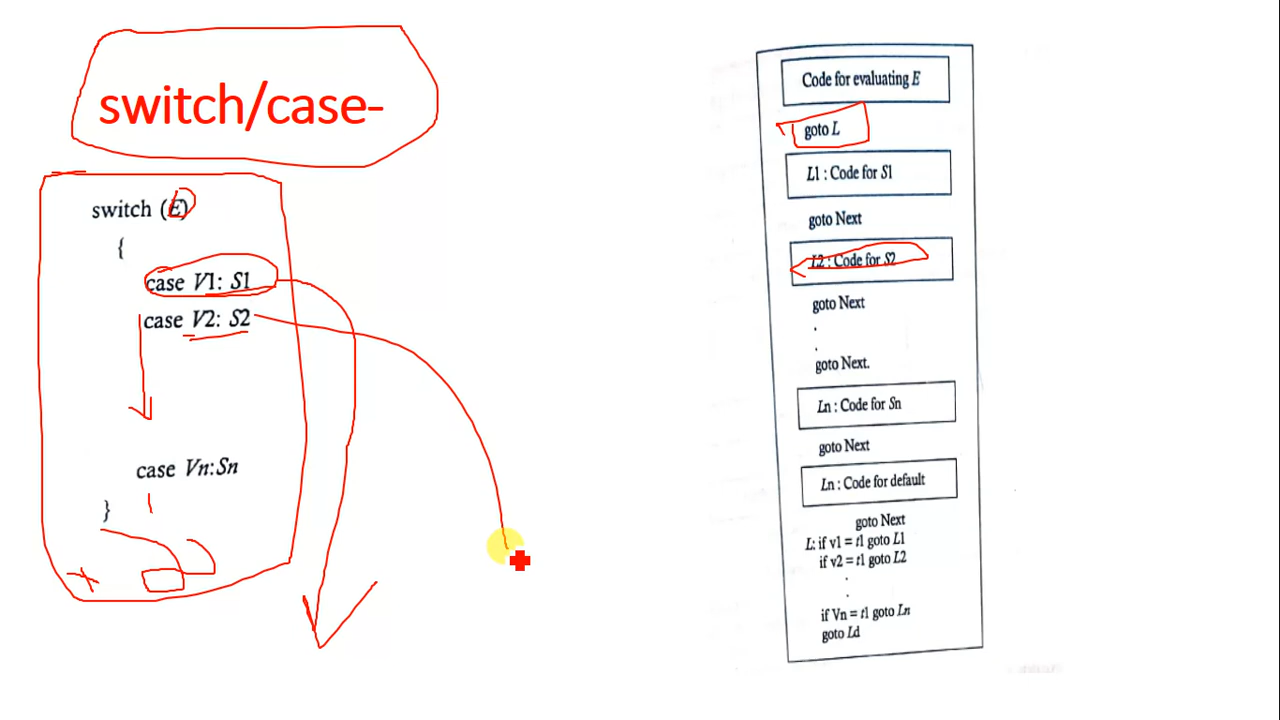 switch/case-
switch (E)
{
case V1: S1
case V2: S2
case Vn:Sn
}
Code for evaluating E
goto L
L1 : Code for S1
goto Next
L2 : Code for S2
goto Next
.
.
goto Next.
Ln : Code for Sn
goto Next
Ln : Code for default
goto Next
L: if v1 = t1 goto L1
if v2 = t1 goto L2
.
.
if Vn = t1 goto Ln
goto Ld